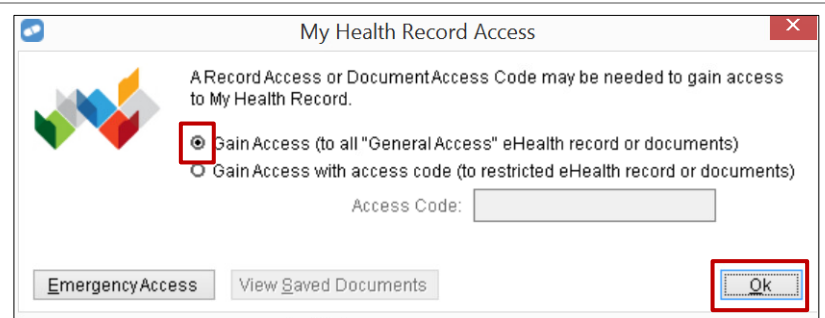 My Health Record Access
A Record Access or Document Access Code may be needed to gain access
to My Health Record.
Gain Access (to all "General Access" eHealth record or documents)
Gain Access with access code (to restricted eHealth record or documents)
Access Code:
Emergency Access
View Saved Documents
Ok